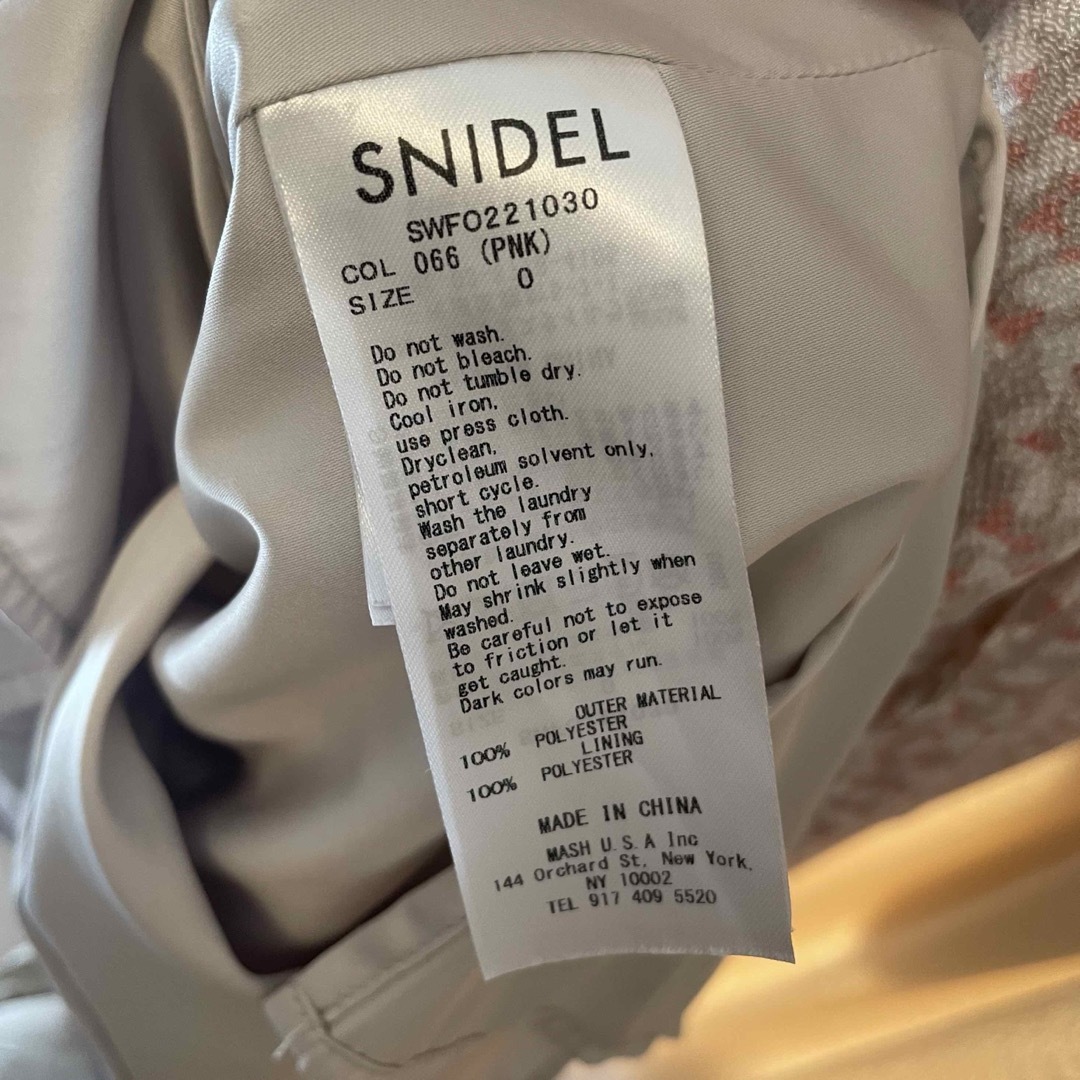 SNIDEL
SWFO221030
COL 066 (PNK)
SIZE 0
Do not wash.
Do not bleach.
Do not tumble dry.
Cool iron,
use press cloth.
Dryclean,
petroleum solvent only,
short cycle.
Wash the laundry
separately from
other laundry.
Do not leave wet.
May shrink slightly when
washed.
Be careful not to expose
to friction or let it
get caught.
Dark colors may run.
OUTER MATERIAL
100% POLYESTER
LINING
100% POLYESTER
MADE IN CHINA
MASH U.S.A Inc
144 Orchard St. New York,
NY 10002
TEL 917 409 5520